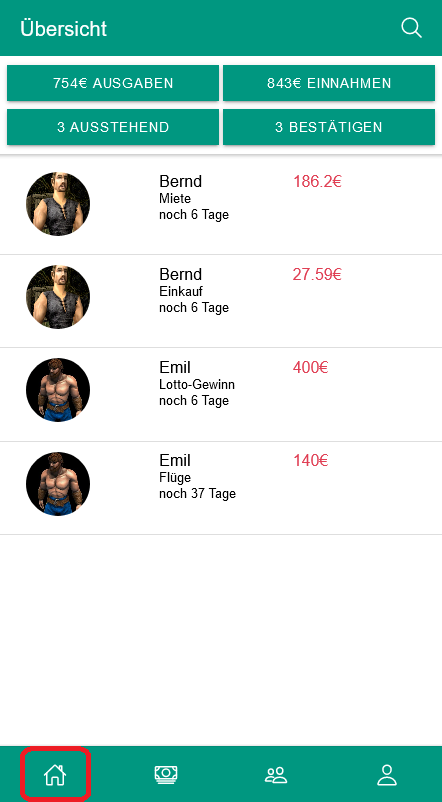 Übersicht
754€ AUSGABEN
843€ EINNAHMEN
3 AUSSTEHEND
3 BESTÄTIGEN
Bernd
186.2€
Miete
noch 6 Tage
Bernd
27.59€
Einkauf
noch 6 Tage
Emil
400€
Lotto-Gewinn
noch 6 Tage
Emil
140€
Flüge
noch 37 Tage